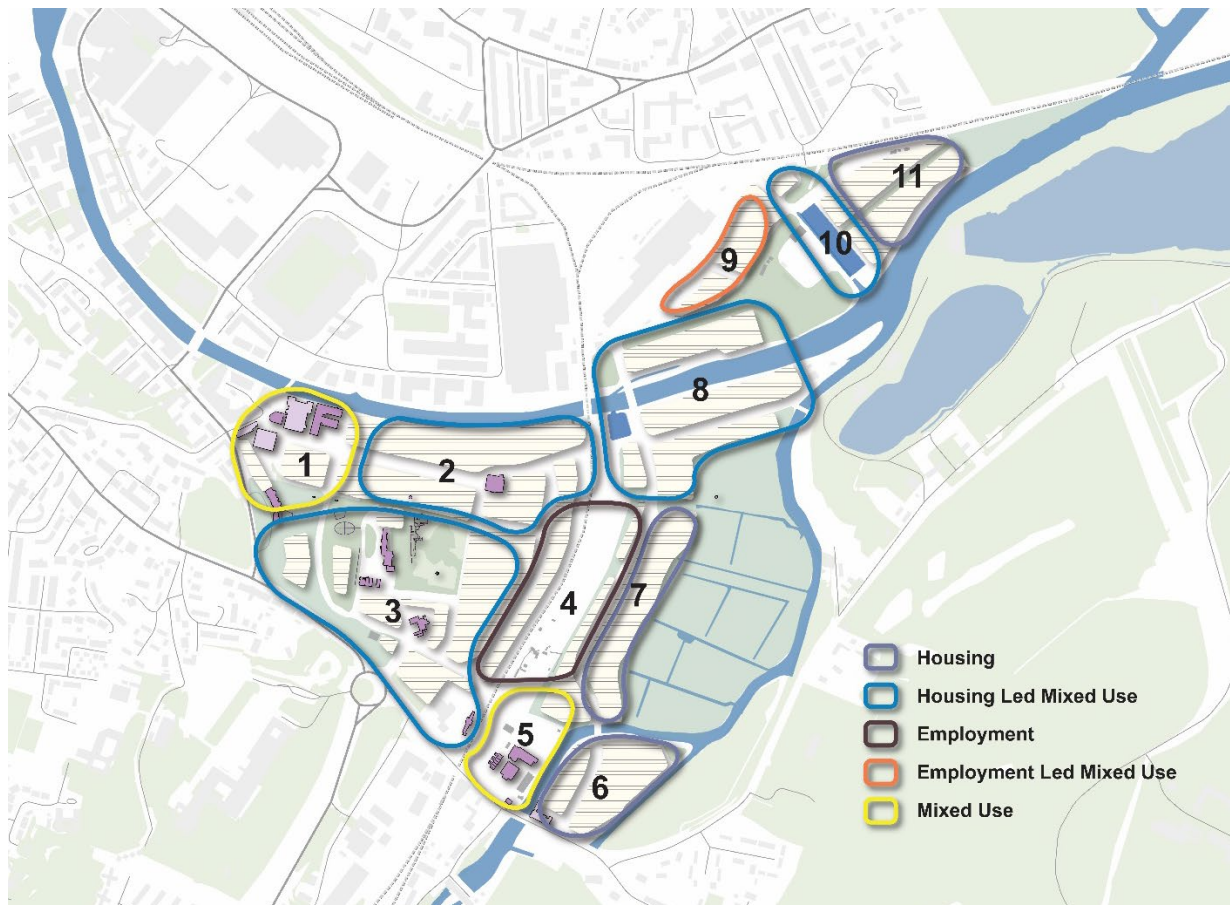 11
10
9
8
1
2
3
4
7
5
6
Housing
Housing Led Mixed Use
Employment
Employment Led Mixed Use
Mixed Use